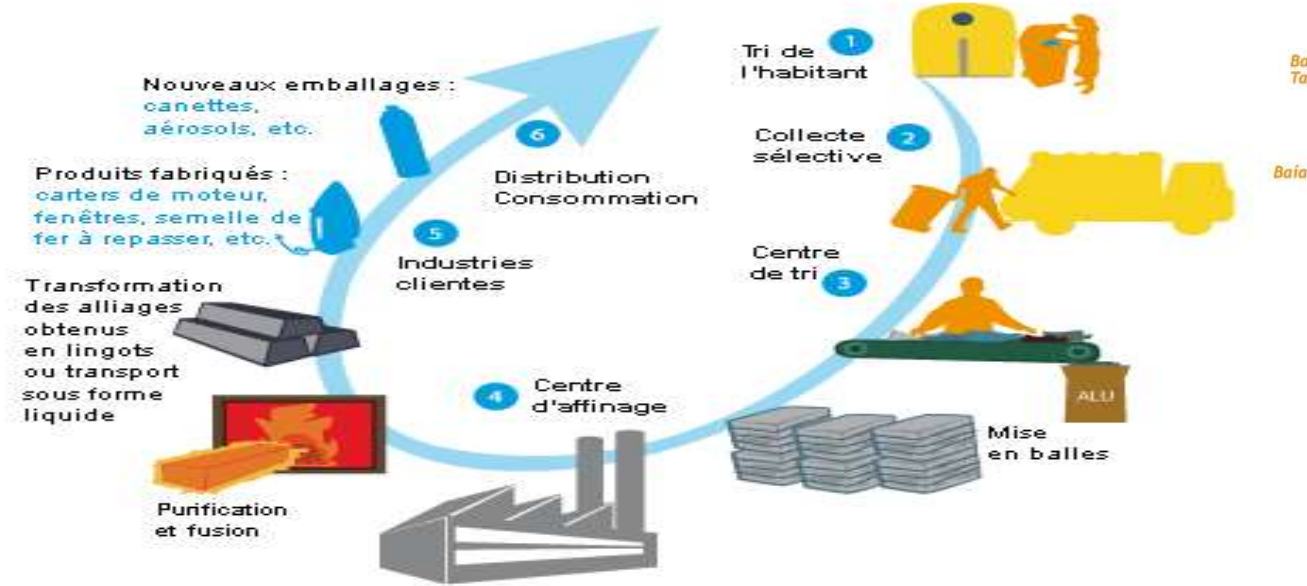 1
Tri de
l'habitant
2
Collecte
sélective
3
Centre
de tri
ALU
Mise
en balles
4
Centre
d'affinage
Purification
et fusion
Transformation
des alliages
obtenus
en lingots
ou transport
sous forme
liquide
5
Industries
clientes
Produits fabriqués :
carters de moteur,
fenêtres, semelle de
fer à repasser, etc.
Nouveaux emballages :
canettes,
aérosols, etc.
6
Distribution
Consommation